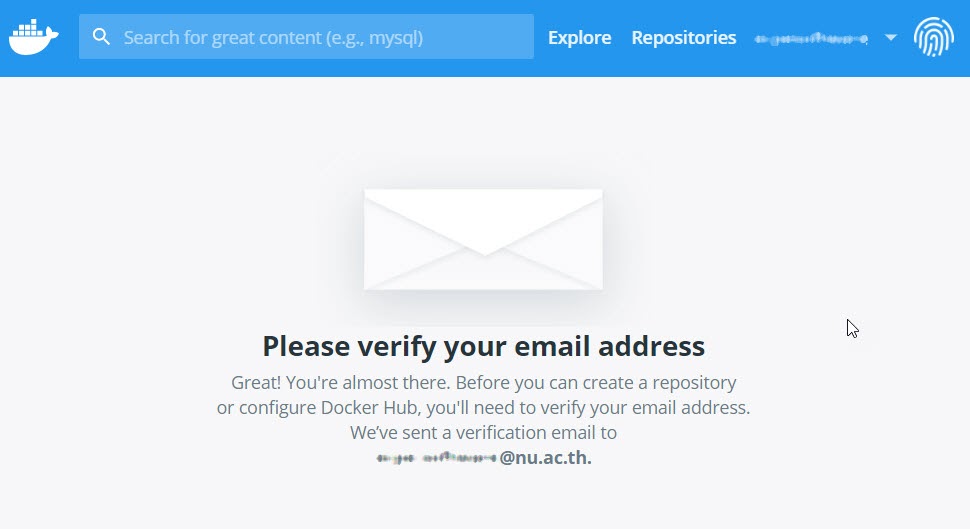 Search for great content (e.g., mysql)
Explore
Repositories
Please verify your email address
Great! You're almost there. Before you can create a repository
or configure Docker Hub, you'll need to verify your email address.
We’ve sent a verification email to
@nu.ac.th.